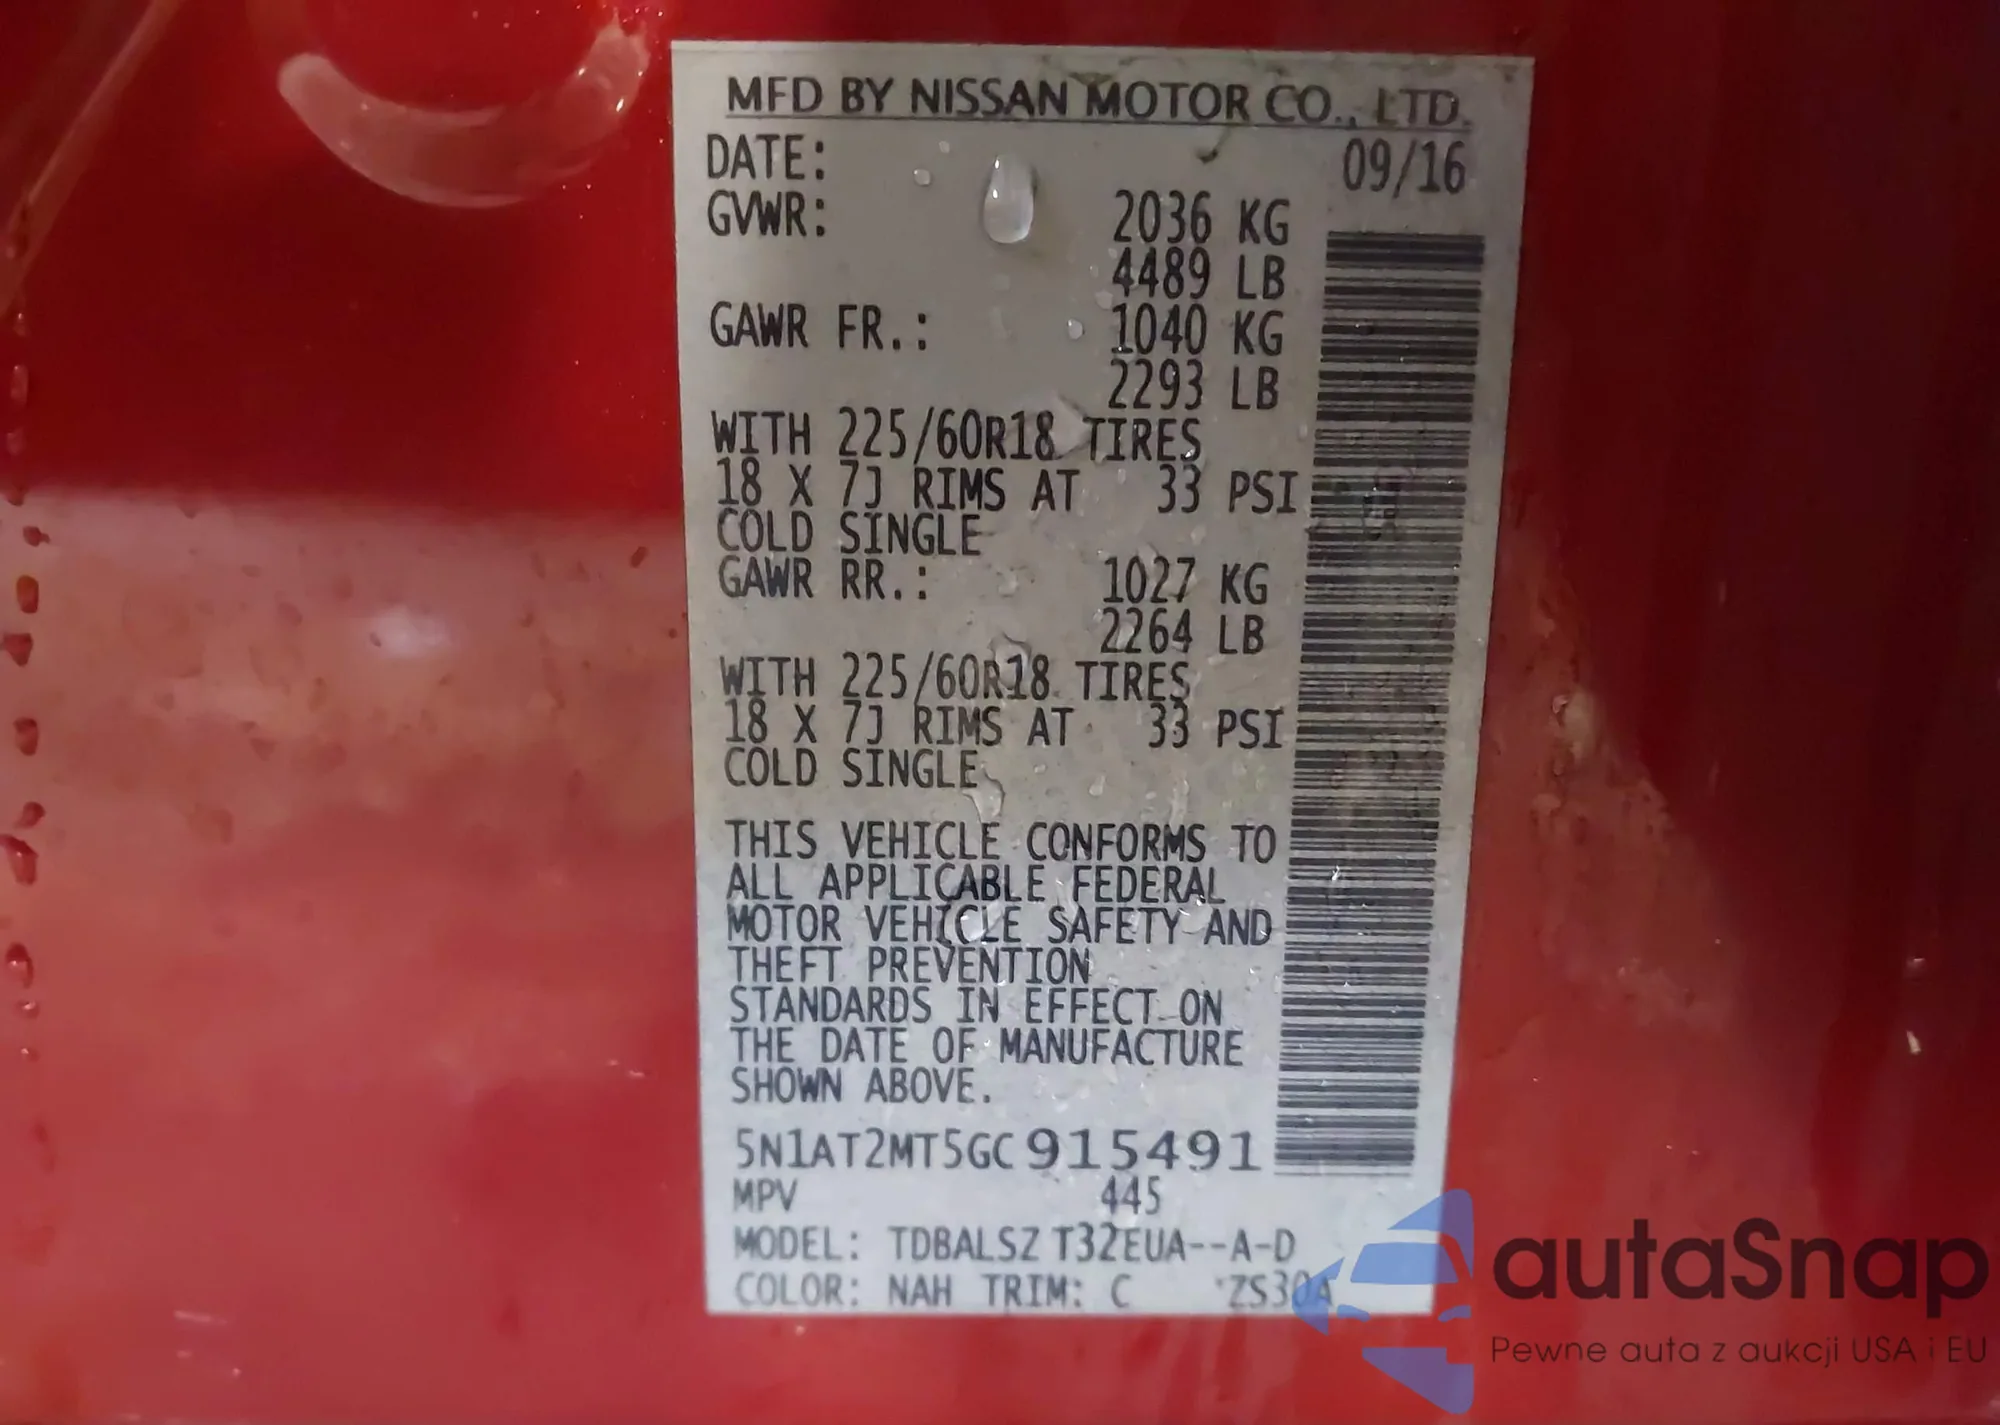 MFD BY NISSAN MOTOR CO., LTD.
DATE: 09/16
GVWR: 2036 KG
4489 LB
GAWR FR.: 1040 KG
2293 LB
WITH 225/60R18 TIRES
18 X 7J RIMS AT 33 PSI
COLD SINGLE
GAWR RR.: 1027 KG
2264 LB
WITH 225/60R18 TIRES
18 X 7J RIMS AT 33 PSI
COLD SINGLE
THIS VEHICLE CONFORMS TO
ALL APPLICABLE FEDERAL
MOTOR VEHICLE SAFETY AND
THEFT PREVENTION
STANDARDS IN EFFECT ON
THE DATE OF MANUFACTURE
SHOWN ABOVE.
5N1AT2MT5GC915491
MPV 445
MODEL: TDBALSZ T32EUA--A-D
COLOR: NAH TRIM: C ZS30A
autaSnap
Pewne auta z aukcji USA i EU